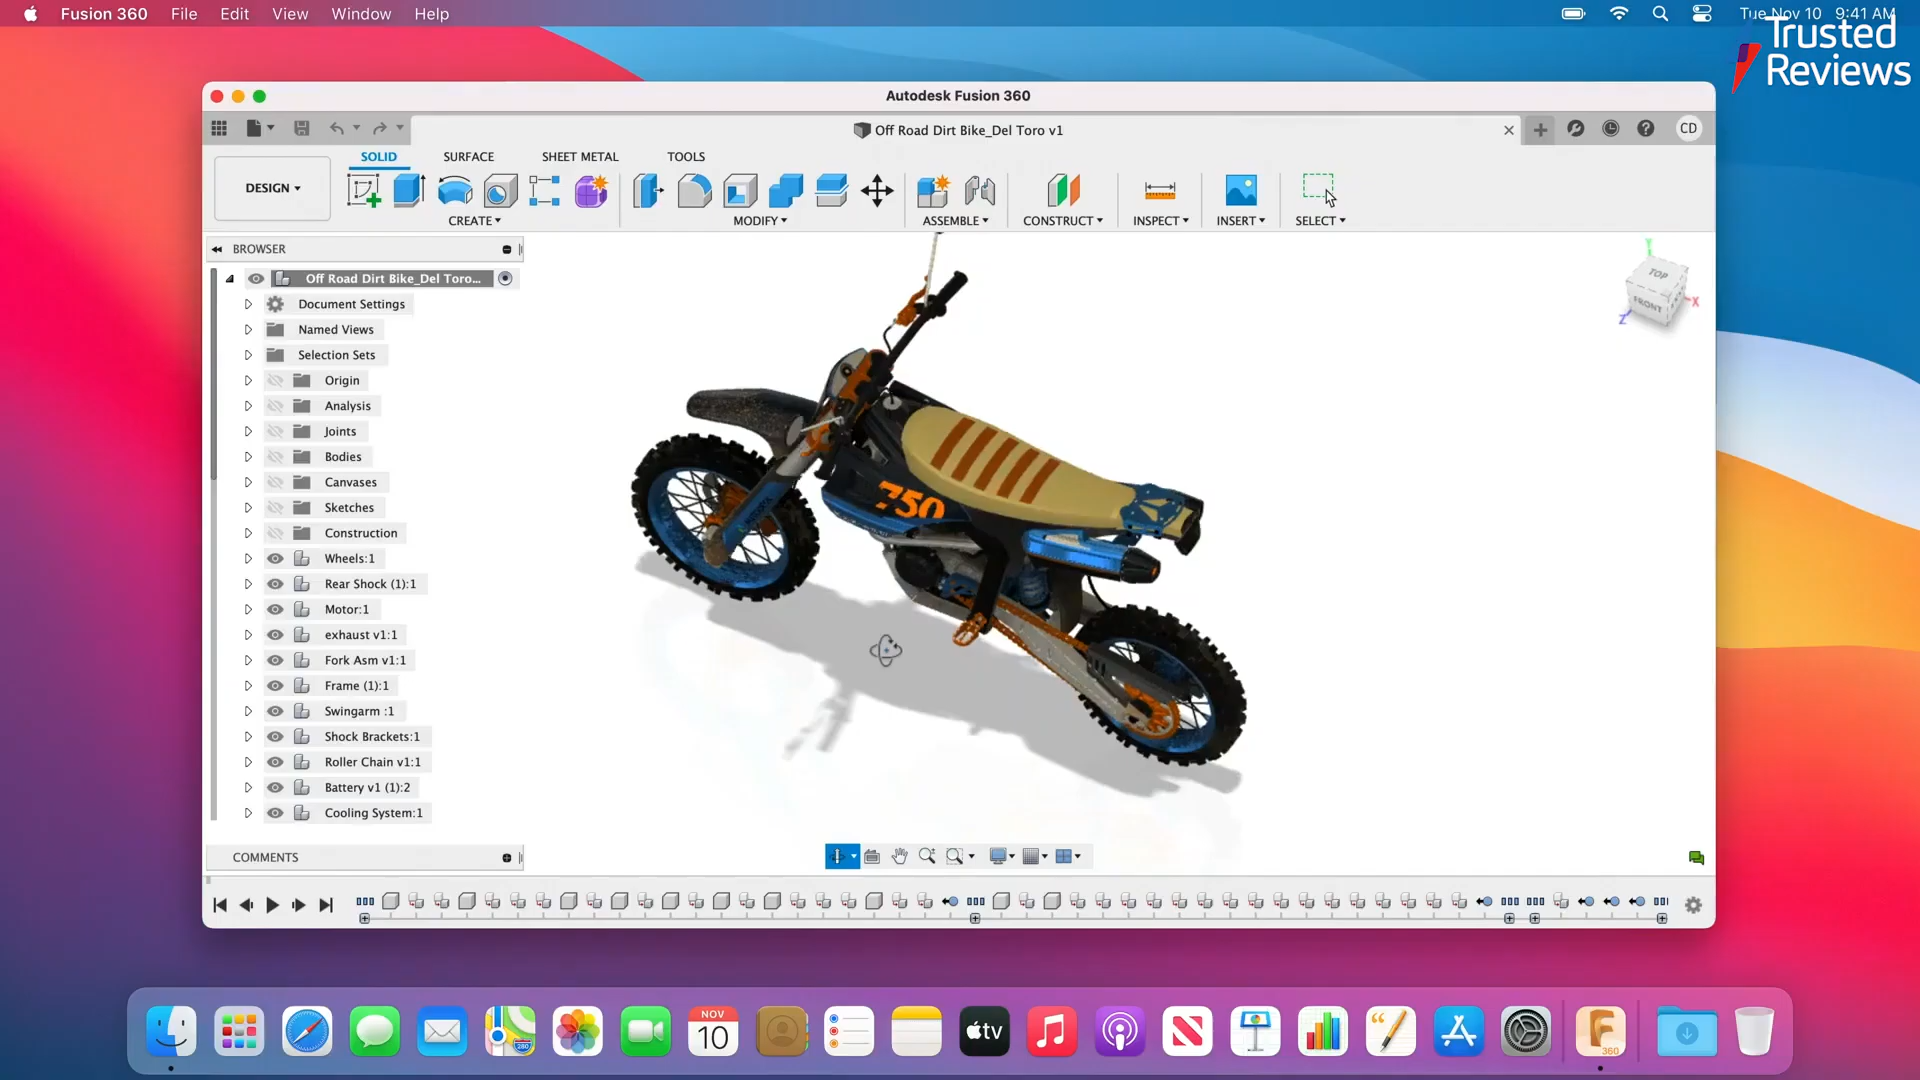 Fusion 360 File Edit View Window Help Tue Nov 10 9:41 AM
Trusted
Reviews
Autodesk Fusion 360
Off Road Dirt Bike_Del Toro v1
CD
SOLID SURFACE SHEET METAL TOOLS
DESIGN
CREATE MODIFY ASSEMBLE CONSTRUCT INSPECT INSERT SELECT
BROWSER
Off Road Dirt Bike_Del Toro...
Document Settings
Named Views
Selection Sets
Origin
Analysis
Joints
Bodies
Canvases
Sketches
Construction
Wheels:1
Rear Shock (1):1
Motor:1
exhaust v1:1
Fork Asm v1:1
Frame (1):1
Swingarm :1
Shock Brackets:1
Roller Chain v1:1
Battery v1 (1):2
Cooling System:1
Y
TOP
FRONT
X
Z
750
COMMENTS
NOV
10
280
tv
F
360